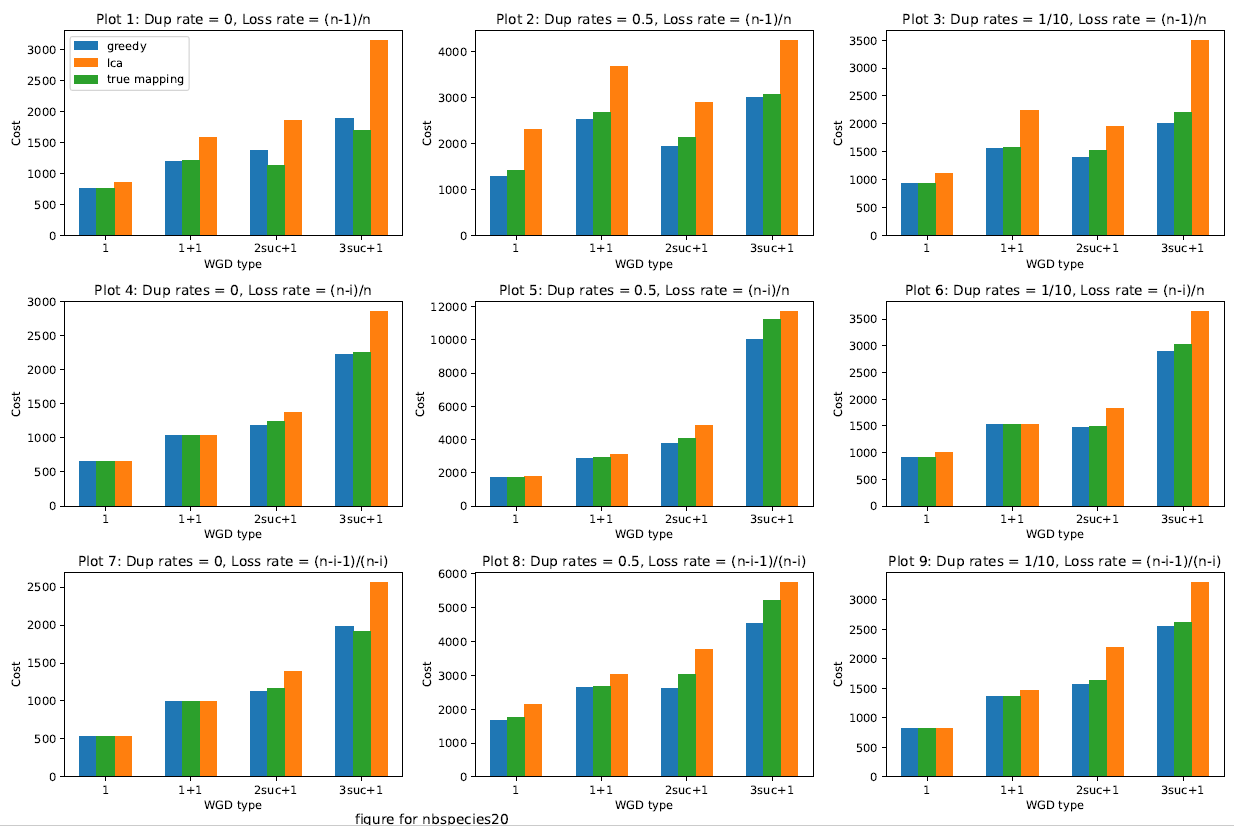 Plot 1: Dup rate = 0, Loss rate = (n-1)/n
Cost
3000
2500
2000
1500
1000
500
0
greedy
lca
true mapping
1
1+1
2suc+1
3suc+1
WGD type
Plot 2: Dup rates = 0.5, Loss rate = (n-1)/n
Cost
4000
3000
2000
1000
0
1
1+1
2suc+1
3suc+1
WGD type
Plot 3: Dup rates = 1/10, Loss rate = (n-1)/n
Cost
3500
3000
2500
2000
1500
1000
500
0
1
1+1
2suc+1
3suc+1
WGD type
Plot 4: Dup rates = 0, Loss rate = (n-i)/n
Cost
3000
2500
2000
1500
1000
500
0
1
1+1
2suc+1
3suc+1
WGD type
Plot 5: Dup rates = 0.5, Loss rate = (n-i)/n
Cost
12000
10000
8000
6000
4000
2000
0
1
1+1
2suc+1
3suc+1
WGD type
Plot 6: Dup rates = 1/10, Loss rate = (n-i)/n
Cost
3500
3000
2500
2000
1500
1000
500
0
1
1+1
2suc+1
3suc+1
WGD type
Plot 7: Dup rates = 0, Loss rate = (n-i-1)/(n-i)
Cost
2500
2000
1500
1000
500
0
1
1+1
2suc+1
3suc+1
WGD type
Plot 8: Dup rates = 0.5, Loss rate = (n-i-1)/(n-i)
Cost
6000
5000
4000
3000
2000
1000
0
1
1+1
2suc+1
3suc+1
WGD type
Plot 9: Dup rates = 1/10, Loss rate = (n-i-1)/(n-i)
Cost
3000
2500
2000
1500
1000
500
0
1
1+1
2suc+1
3suc+1
WGD type
figure for nbspecies20